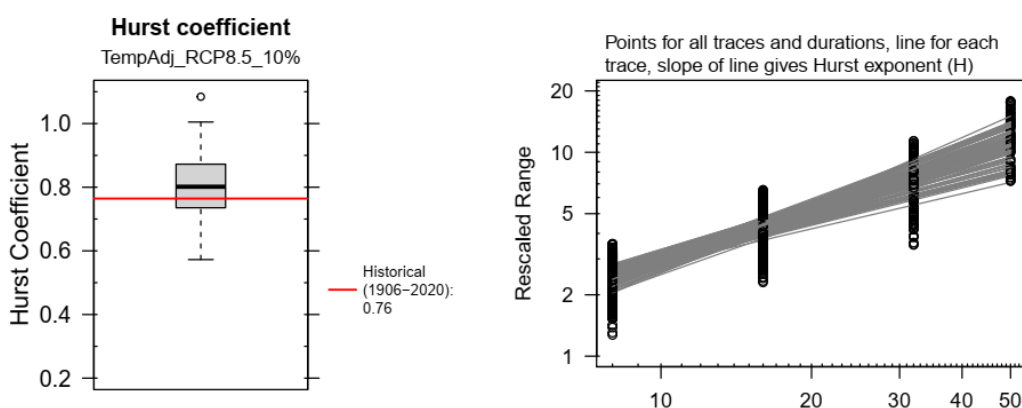 Hurst coefficient
TempAdj_RCP8.5_10%
Hurst Coefficient
1.0
0.8
0.6
0.4
0.2
Historical
(1906−2020):
0.76
Points for all traces and durations, line for each
trace, slope of line gives Hurst exponent (H)
Rescaled Range
20
10
5
2
1
10
20
30
40
50